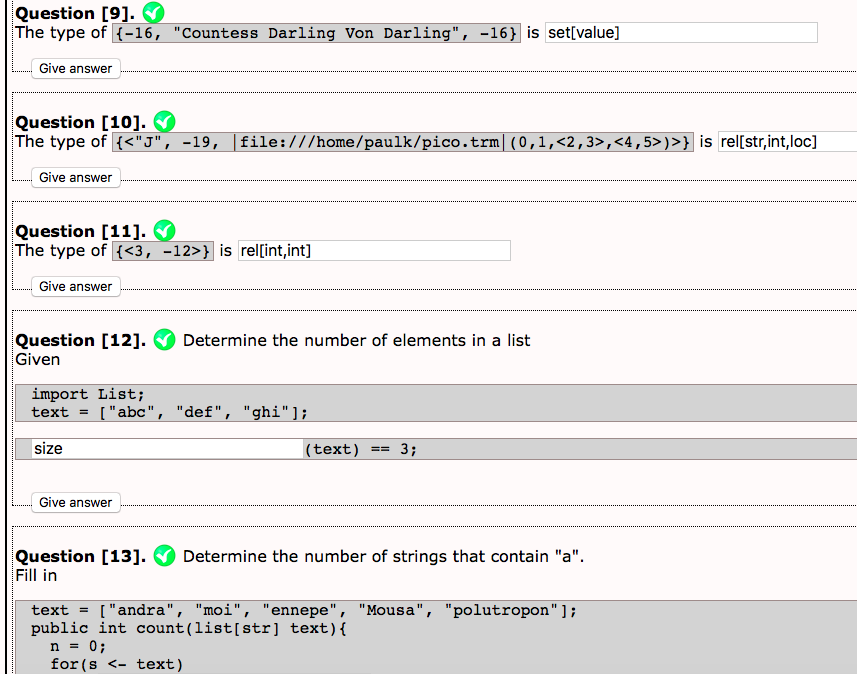 Question [9].
The type of {-16, "Countess Darling Von Darling", -16} is set[value]
Give answer
Question [10].
The type of {<"J", -19, |file:///home/paulk/pico.trm|(0,1,<2,3>,<4,5>)>} is rel[str,int,loc]
Give answer
Question [11].
The type of {<3, -12>} is rel[int,int]
Give answer
Question [12]. Determine the number of elements in a list
Given
import List;
text = ["abc", "def", "ghi"];
size (text) == 3;
Give answer
Question [13]. Determine the number of strings that contain "a".
Fill in
text = ["andra", "moi", "ennepe", "Mousa", "polutropon"];
public int count(list[str] text){
n = 0;
for(s <- text)